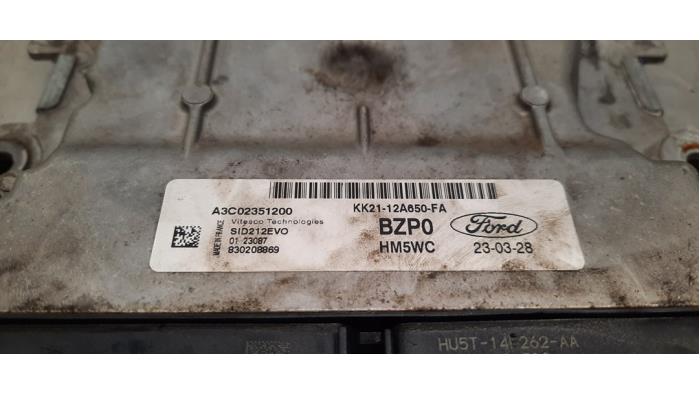 A3C02351200
KK21-12A650-FA
Vitesco Technologies
SID212EVO
BZP0
Ford
MADE IN FRANCE
01 23087
830208869
HM5WC
23-03-28
HU5T-14F262-AA